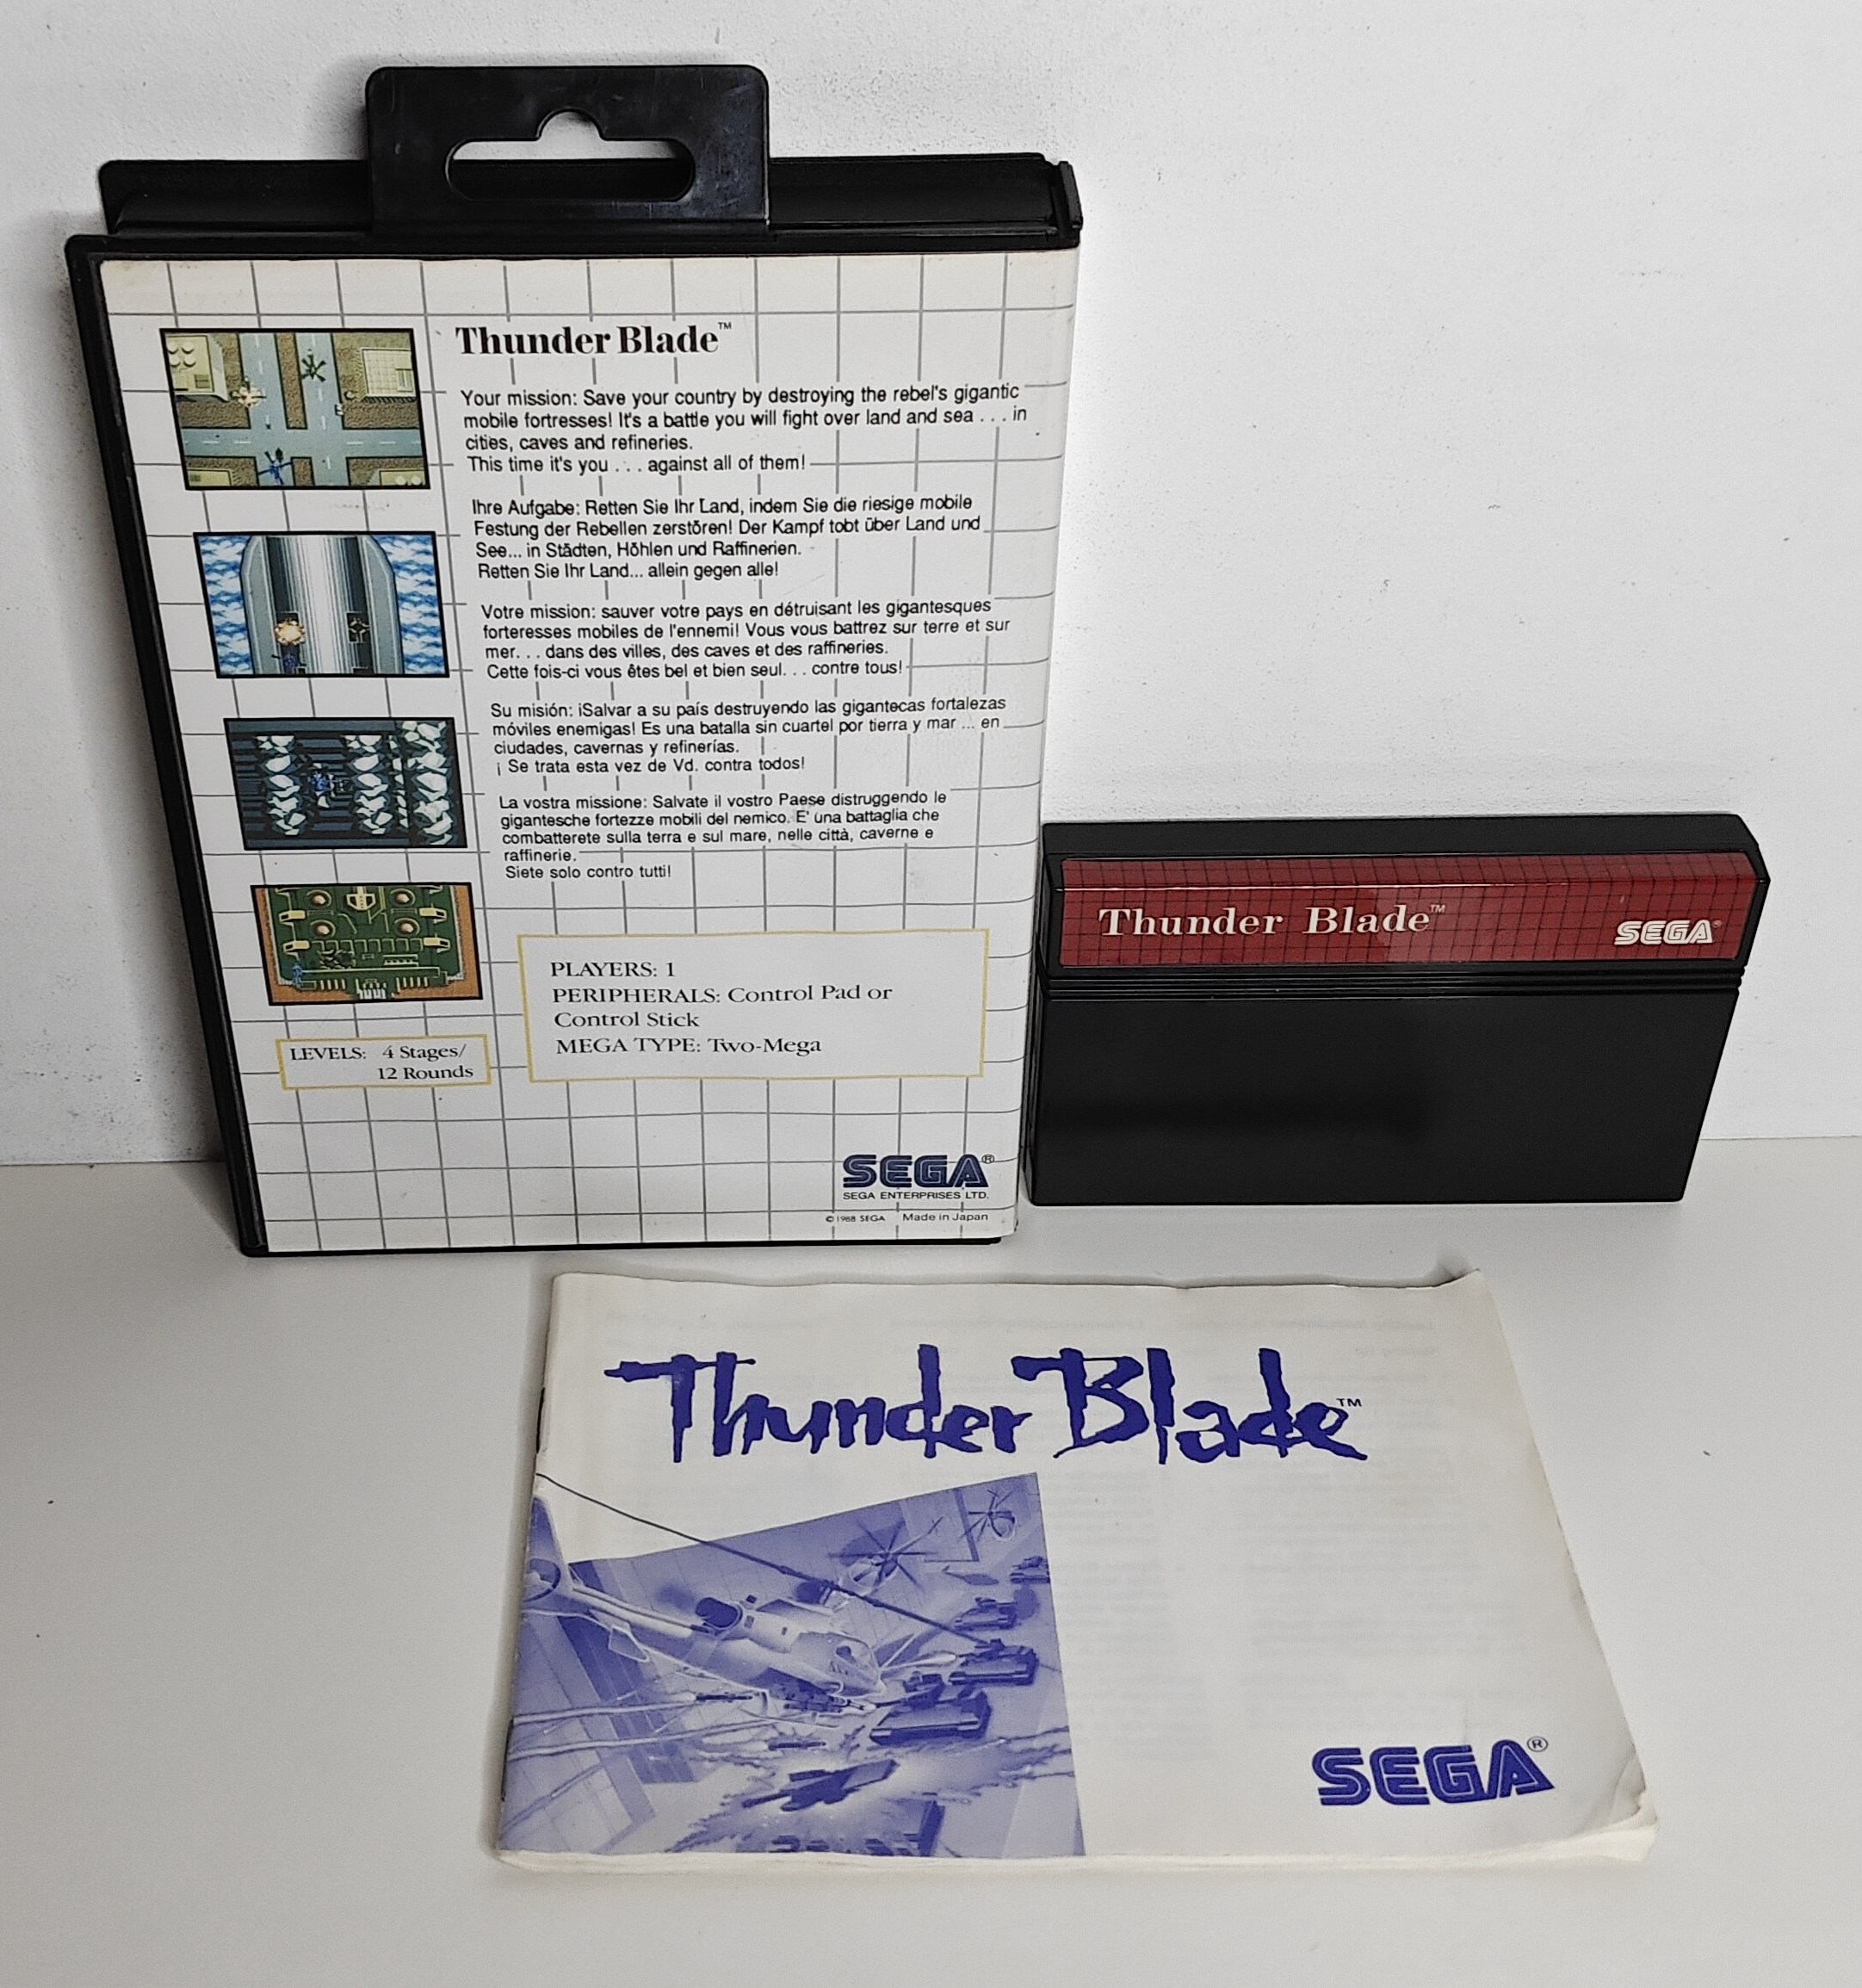 Thunder Blade™
Your mission: Save your country by destroying the rebel's gigantic
mobile fortresses! It's a battle you will fight over land and sea . . . in
cities, caves and refineries.
This time it's you . . . against all of them!
Ihre Aufgabe: Retten Sie Ihr Land, indem Sie die riesige mobile
Festung der Rebellen zerstören! Der Kampf tobt über Land und
See... in Städten, Höhlen und Raffinerien.
Retten Sie Ihr Land... allein gegen alle!
Votre mission: sauver votre pays en détruisant les gigantesques
forteresses mobiles de l'ennemi! Vous vous battrez sur terre et sur
mer. . . dans des villes, des caves et des raffineries.
Cette fois-ci vous êtes bel et bien seul. . . contre tous!
Su misión: ¡Salvar a su país destruyendo las gigantecas fortalezas
móviles enemigas! Es una batalla sin cuartel por tierra y mar ... en
ciudades, cavernas y refinerías.
¡ Se trata esta vez de Vd. contra todos!
La vostra missione: Salvate il vostro Paese distruggendo le
gigantesche fortezze mobili del nemico. E' una battaglia che
combatterete sulla terra e sul mare, nelle città, caverne e
raffinerie.
Siete solo contro tutti!
PLAYERS: 1
PERIPHERALS: Control Pad or
Control Stick
MEGA TYPE: Two-Mega
LEVELS: 4 Stages/
12 Rounds
SEGA®
SEGA ENTERPRISES LTD.
© 1988 SEGA Made in Japan
Thunder Blade™ SEGA®
Thunder Blade™
SEGA®